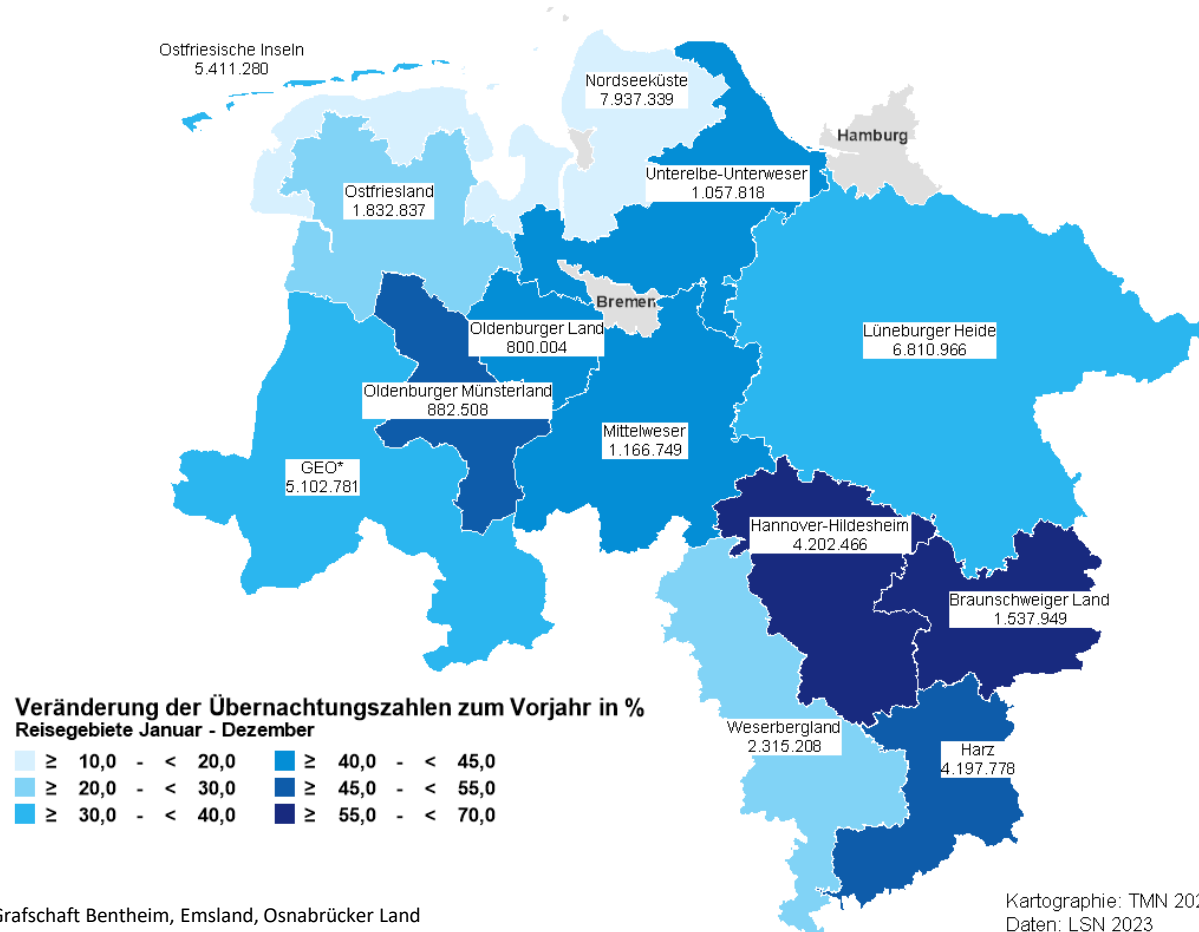 Ostfriesische Inseln
5.411.280
Nordseeküste
7.937.339
Hamburg
Unterelbe-Unterweser
1.057.818
Ostfriesland
1.832.837
Bremen
Oldenburger Land
800.004
Lüneburger Heide
6.810.966
Oldenburger Münsterland
882.508
Mittelweser
1.166.749
GEO*
5.102.781
Hannover-Hildesheim
4.202.466
Braunschweiger Land
1.537.949
Weserbergland
2.315.208
Harz
4.197.778
Veränderung der Übernachtungszahlen zum Vorjahr in %
Reisegebiete Januar - Dezember
≥ 10,0 - < 20,0
≥ 20,0 - < 30,0
≥ 30,0 - < 40,0
≥ 40,0 - < 45,0
≥ 45,0 - < 55,0
≥ 55,0 - < 70,0
Grafschaft Bentheim, Emsland, Osnabrücker Land
Kartographie: TMN 202
Daten: LSN 2023